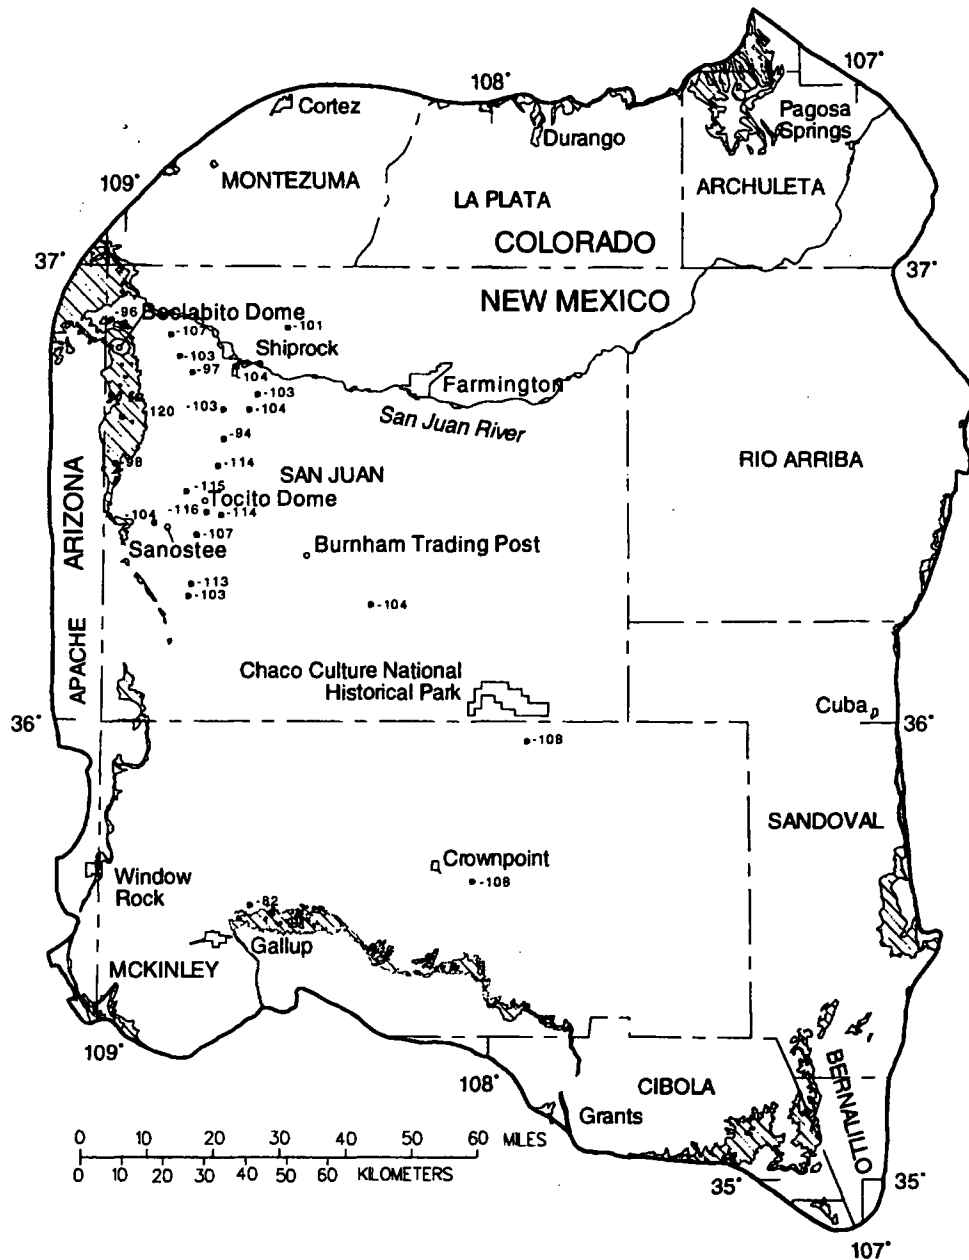 107°
108°
Cortez
Pagosa
Springs
Durango
109°
MONTEZUMA
LA PLATA
ARCHULETA
COLORADO
37°
37°
NEW MEXICO
-96
Beclabito Dome
-107
-101
Shiprock
-103
-97
104
Farmington
-103
-103
-104
-120
San Juan River
-94
RIO ARRIBA
-98
-114
SAN JUAN
-115
Tocito Dome
-104
-116
-114
-107
Sanostee
Burnham Trading Post
ARIZONA
-113
-103
-104
APACHE
Chaco Culture National
Historical Park
Cuba
36°
36°
-108
SANDOVAL
Crownpoint
-108
Window
Rock
-82
Gallup
MCKINLEY
109°
108°
CIBOLA
BERNALILLO
Grants
0 10 20 30 40 50 60 MILES
0 10 20 30 40 50 60 KILOMETERS
35°
35°
107°